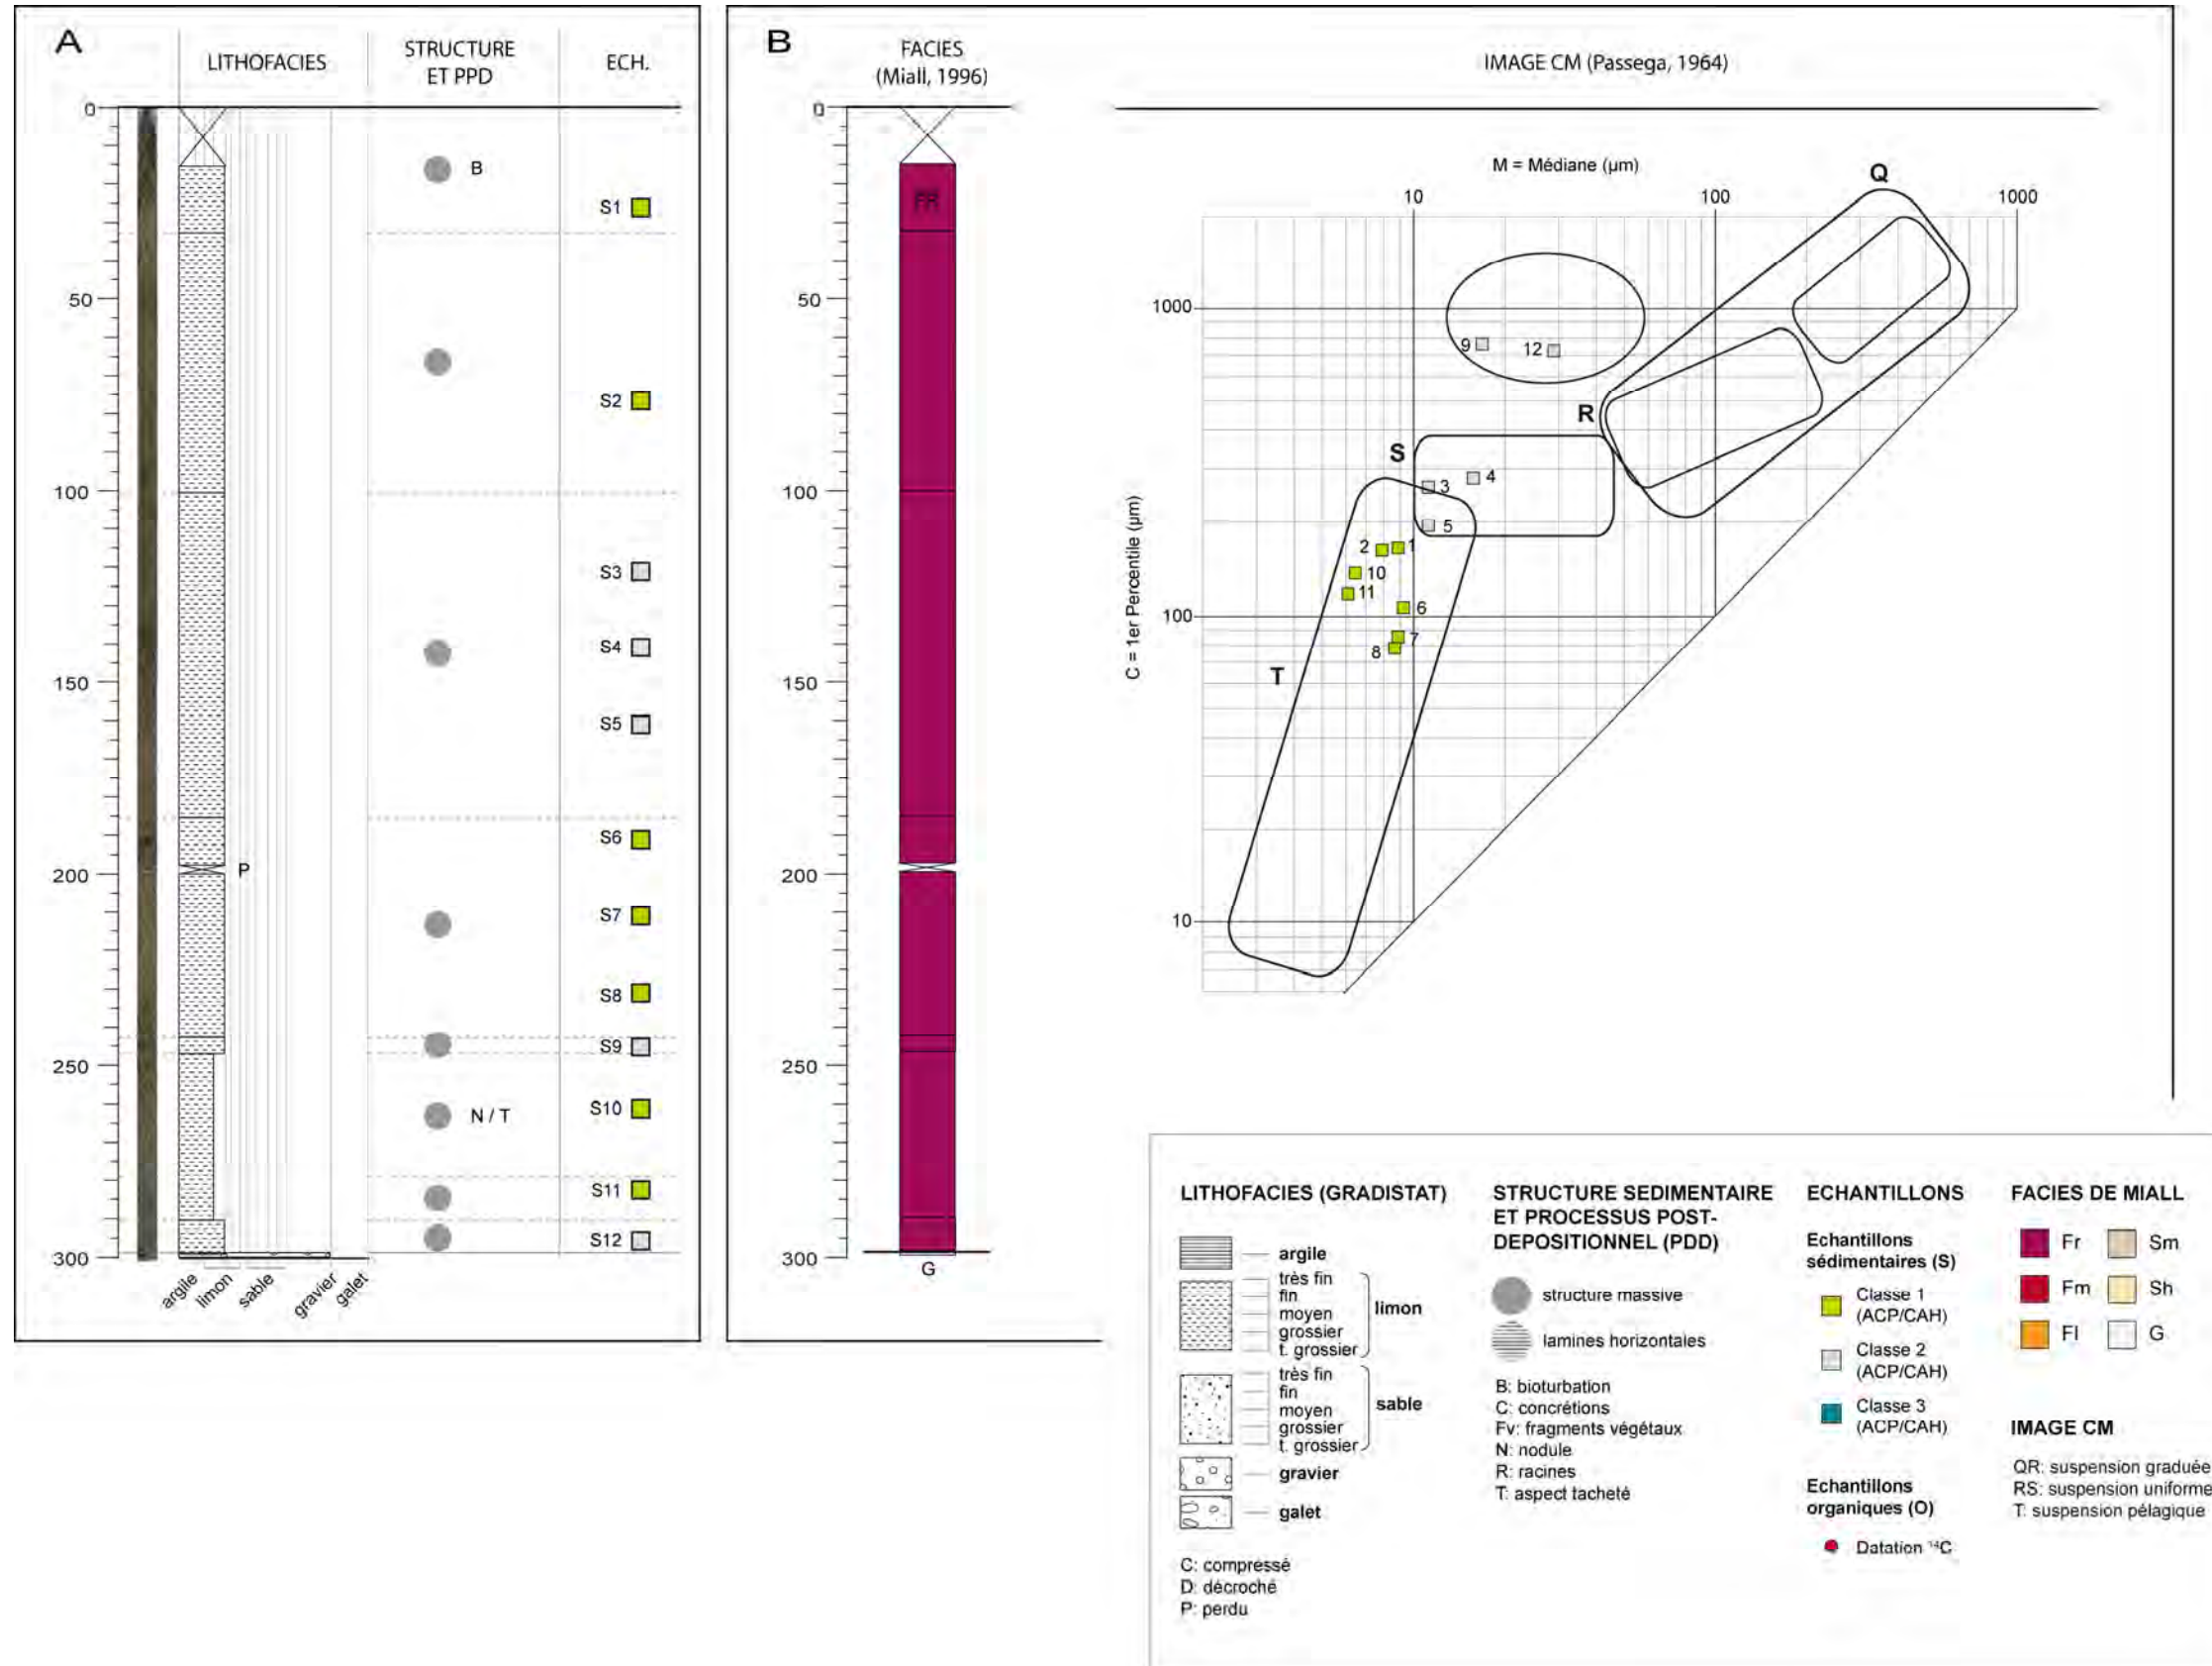 A
LITHOFACIES
STRUCTURE
ET PPD
ECH.
0
50
100
150
200
250
300
B
S1
S2
S3
S4
S5
S6
P
S7
S8
S9
N / T
S10
S11
S12
argile
limon
sable
gravier
galet
B
FACIES
(Miall, 1996)
0
FR
50
100
150
200
250
300
G
IMAGE CM (Passega, 1964)
M = Médiane (µm)
10
100
1000
Q
1000
9
12
R
S
3
4
5
2
1
10
11
6
7
8
100
T
10
C = 1er Percentile (µm)
LITHOFACIES (GRADISTAT)
argile
très fin
fin
moyen
grossier
t. grossier
limon
très fin
fin
moyen
grossier
t. grossier
sable
gravier
galet
C: compressé
D: décroché
P: perdu
STRUCTURE SEDIMENTAIRE
ET PROCESSUS POST-
DEPOSITIONNEL (PDD)
structure massive
lamines horizontales
B: bioturbation
C: concrétions
Fv: fragments végétaux
N: nodule
R: racines
T: aspect tacheté
ECHANTILLONS
Echantillons
sédimentaires (S)
Classe 1
(ACP/CAH)
Classe 2
(ACP/CAH)
Classe 3
(ACP/CAH)
Echantillons
organiques (O)
Datation ¹⁴C
FACIES DE MIALL
Fr
Sm
Fm
Sh
Fl
G
IMAGE CM
QR: suspension graduée
RS: suspension uniforme
T: suspension pélagique